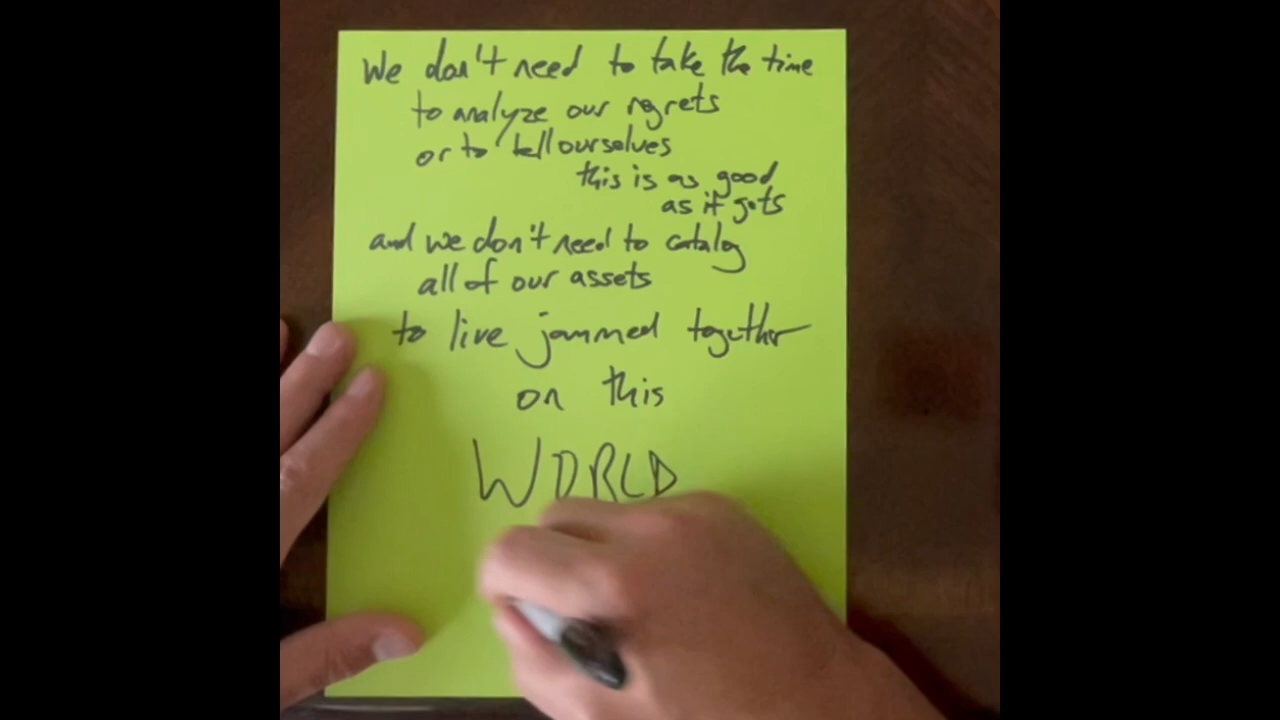 We don't need to take the time
to analyze our regrets
or to tell ourselves
this is as good
as it gets
and we don't need to catalog
all of our assets
to live jammed together
on this
WORLD